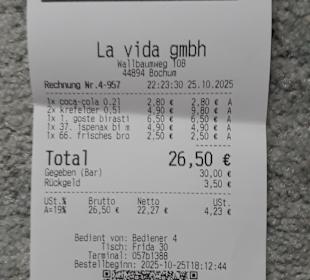 La vida gmbh
Wallbaumweg 108
44894 Bochum
Rechnung Nr.4-957 22:23:30 25.10.2025
1x coca-cola 0.2l 2,80 € 2,80 € A
2x krefelder 0.5l 4,90 € 9,80 € A
1x 1. goste birasti 6,50 € 6,50 € A
1x 37. ispenax bi m 4,90 € 4,90 € A
1x 66. frisches bro 2,50 € 2,50 € A
Total 26,50 €
Gegeben (Bar) 30,00 €
Rückgeld 3,50 €
USt.% Brutto Netto USt.
A=19% 26,50 € 22,27 € 4,23 €
Bedient von: Bediener 4
Tisch: Frida 30
Terminal: 057b1388
Bestellbeginn: 2025-10-25T18:12:44